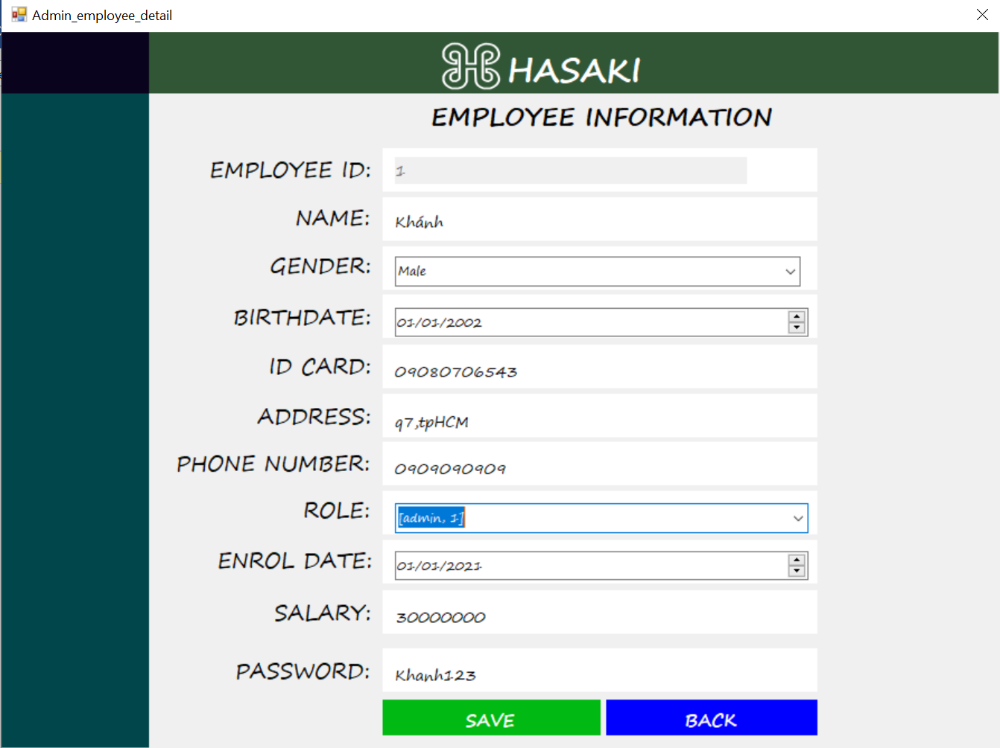 Admin_employee_detail
HASAKI
EMPLOYEE INFORMATION
EMPLOYEE ID: 1
NAME: Khánh
GENDER: Male
BIRTHDATE: 01/01/2002
ID CARD: 09080706543
ADDRESS: q7,tpHCM
PHONE NUMBER: 0909090909
ROLE: [admin, 1]
ENROL DATE: 01/01/2021
SALARY: 30000000
PASSWORD: Khanh123
SAVE BACK